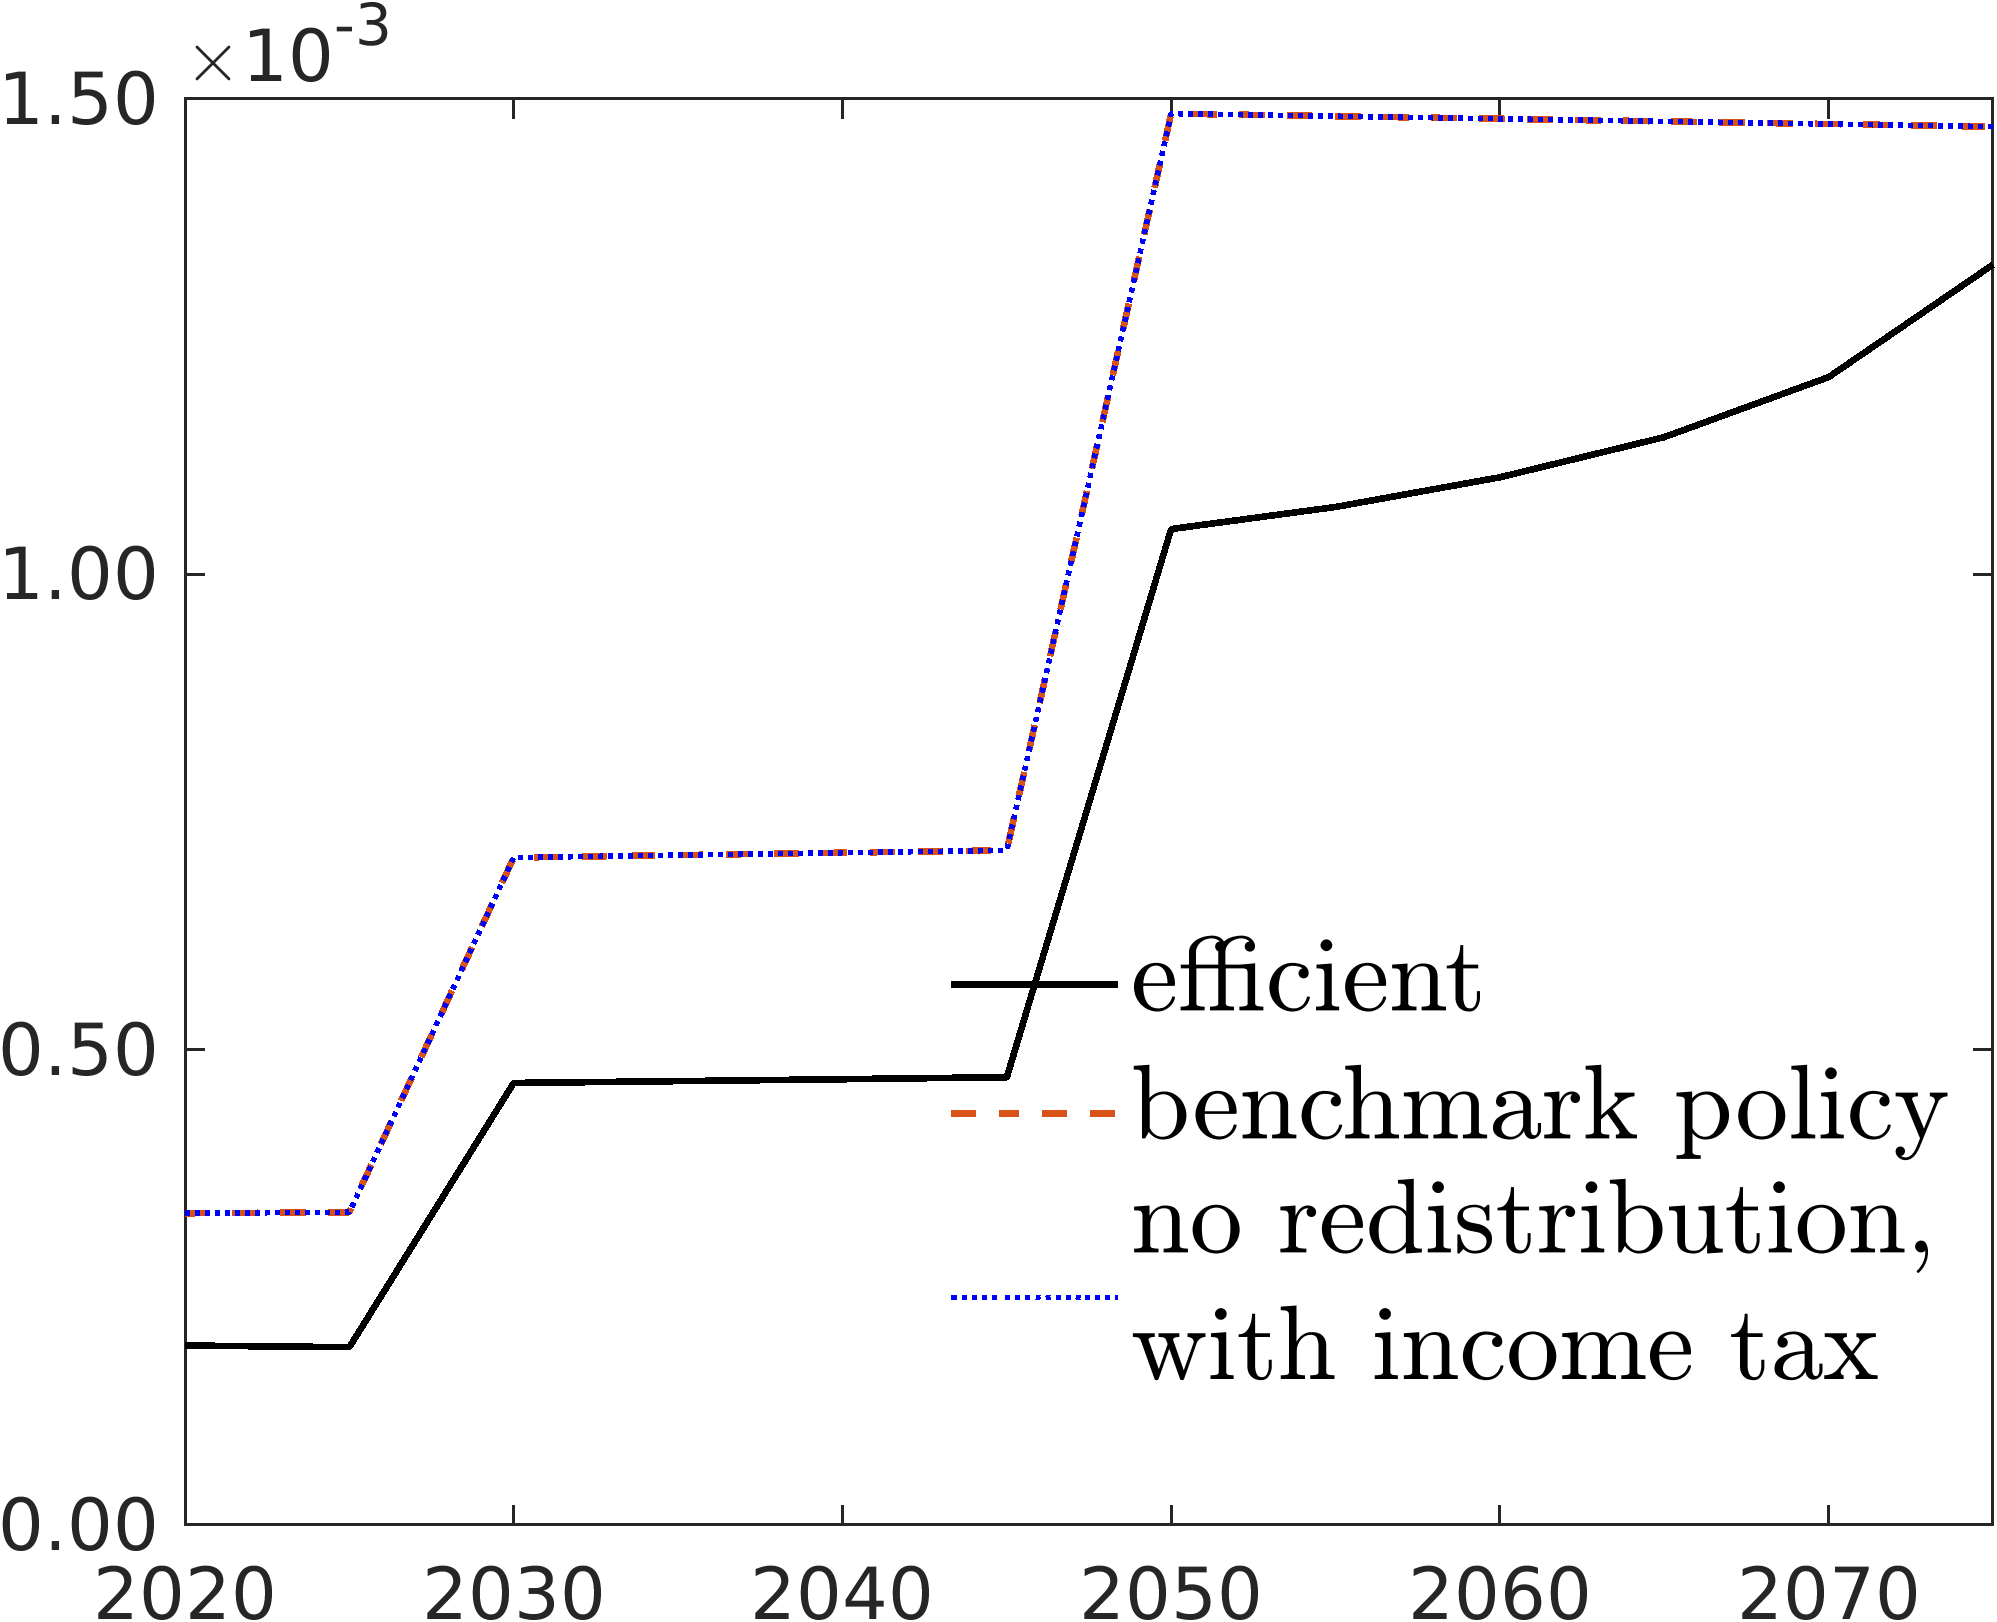 ×10-3
1.50
1.00
0.50
0.00
efficient
benchmark policy
no redistribution,
with income tax
2020 2030 2040 2050 2060 2070